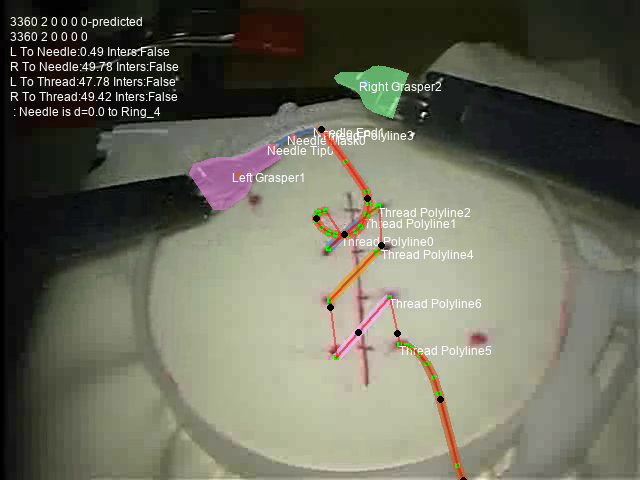 3360 2 0 0 0 0-predicted
3360 2 0 0 0 0
L To Needle:0.49 Inters:False
R To Needle:49.78 Inters:False
L To Thread:47.78 Inters:False
R To Thread:49.42 Inters:False
: Needle is d=0.0 to Ring_4
Right Grasper2
Needle End1
Thread Polyline3
Needle Mask0
Needle Tip0
Left Grasper1
Thread Polyline2
Thread Polyline1
Thread Polyline0
Thread Polyline4
Thread Polyline6
Thread Polyline5